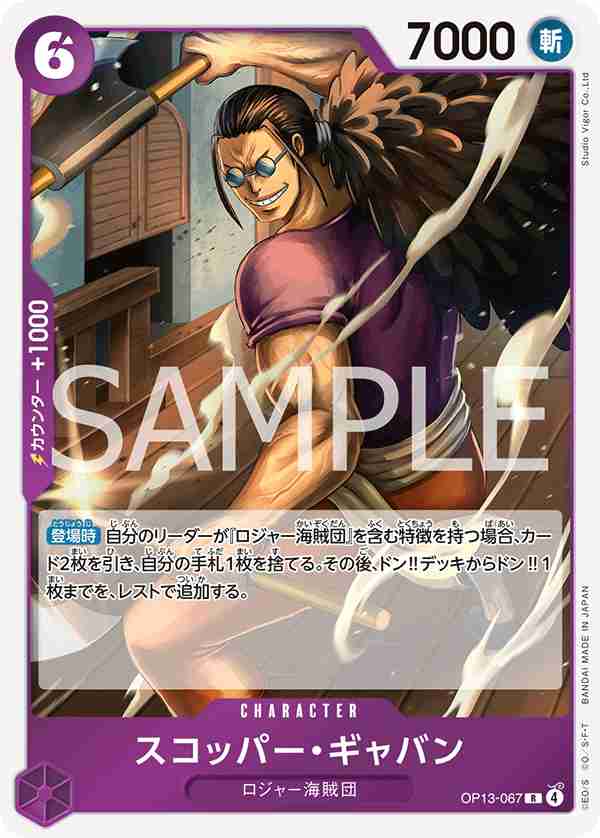 6
7000
斬
Studio Vigor Co.,Ltd
カウンター +1000
SAMPLE
登場時 自分のリーダーが『ロジャー海賊団』を含む特徴を持つ場合、カー
ド2枚を引き、自分の手札1枚を捨てる。その後、ドン!!デッキからドン!!1
枚までを、レストで追加する。
CHARACTER
スコッパー・ギャバン
ロジャー海賊団
OP13-067 R 4
©E.O/S ©O./S・F・T BANDAI MADE IN JAPAN